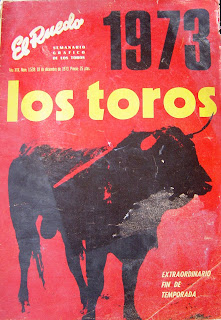 El Ruedo
1973
SEMANARIO
GRÁFICO
DE LOS TOROS
los toros
EXTRAORDINARIO
FIN DE
TEMPORADA